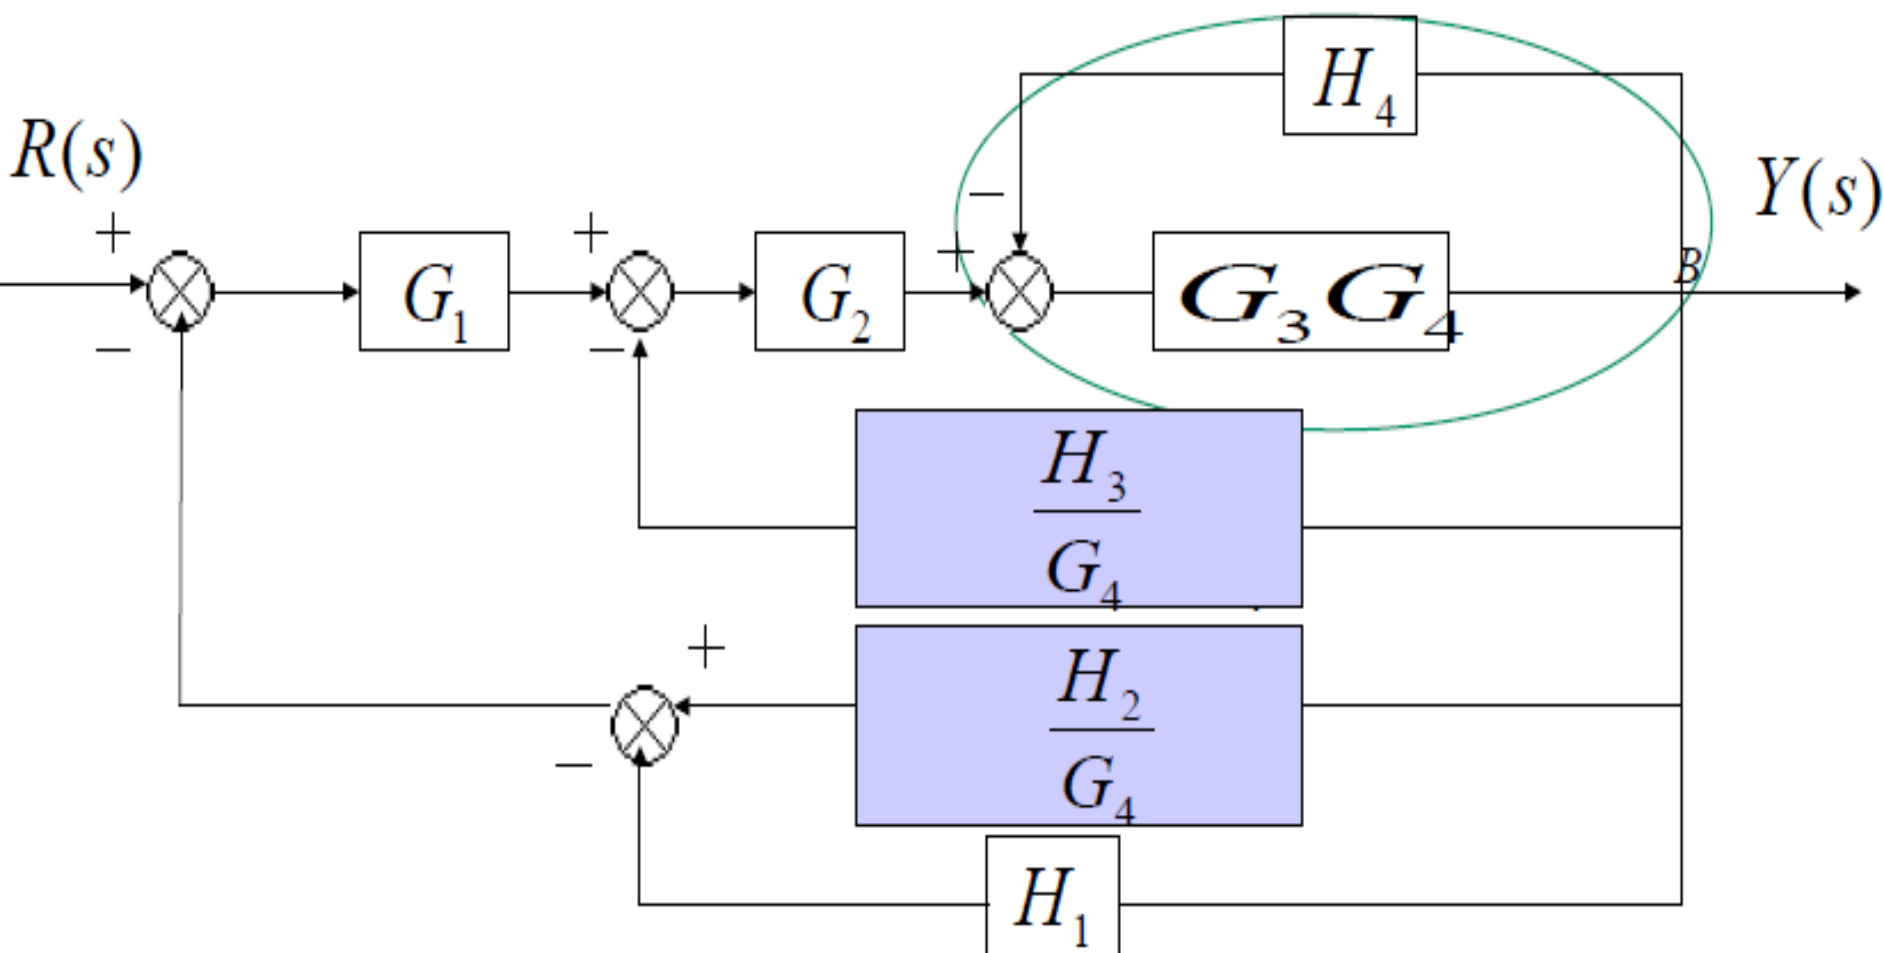 H₄
R(s)
Y(s)
−
+
+
+
B
G₁
G₂
G₃G₄
−
−
H₃
G₄
+
H₂
G₄
−
H₁